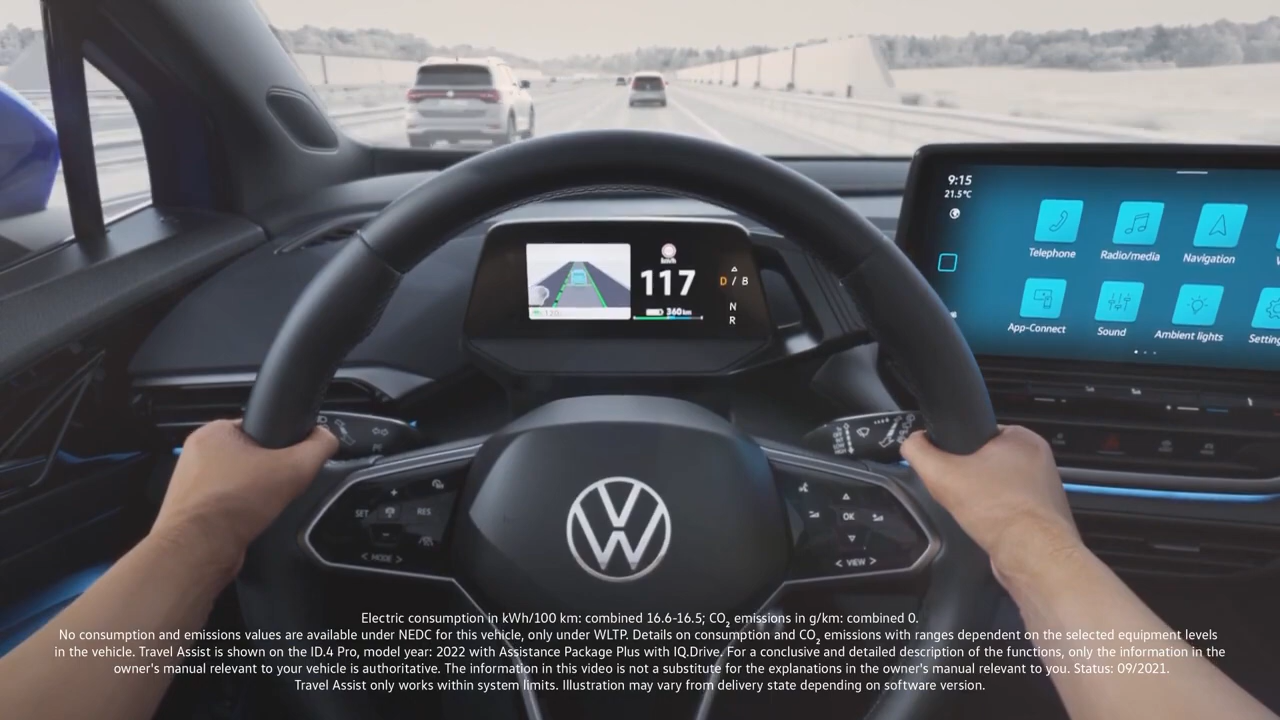 9:15
21.5°C
Telephone
Radio/media
Navigation
App-Connect
Sound
Ambient lights
Setting
km/h
117
360 km
D / B
N
R
120
SET
RES
< MODE >
OK
< VIEW >
Electric consumption in kWh/100 km: combined 16.6-16.5; CO₂ emissions in g/km: combined 0.
No consumption and emissions values are available under NEDC for this vehicle, only under WLTP. Details on consumption and CO₂ emissions with ranges dependent on the selected equipment levels
in the vehicle. Travel Assist is shown on the ID.4 Pro, model year: 2022 with Assistance Package Plus with IQ.Drive. For a conclusive and detailed description of the functions, only the information in the
owner's manual relevant to your vehicle is authoritative. The information in this video is not a substitute for the explanations in the owner's manual relevant to you. Status: 09/2021.
Travel Assist only works within system limits. Illustration may vary from delivery state depending on software version.